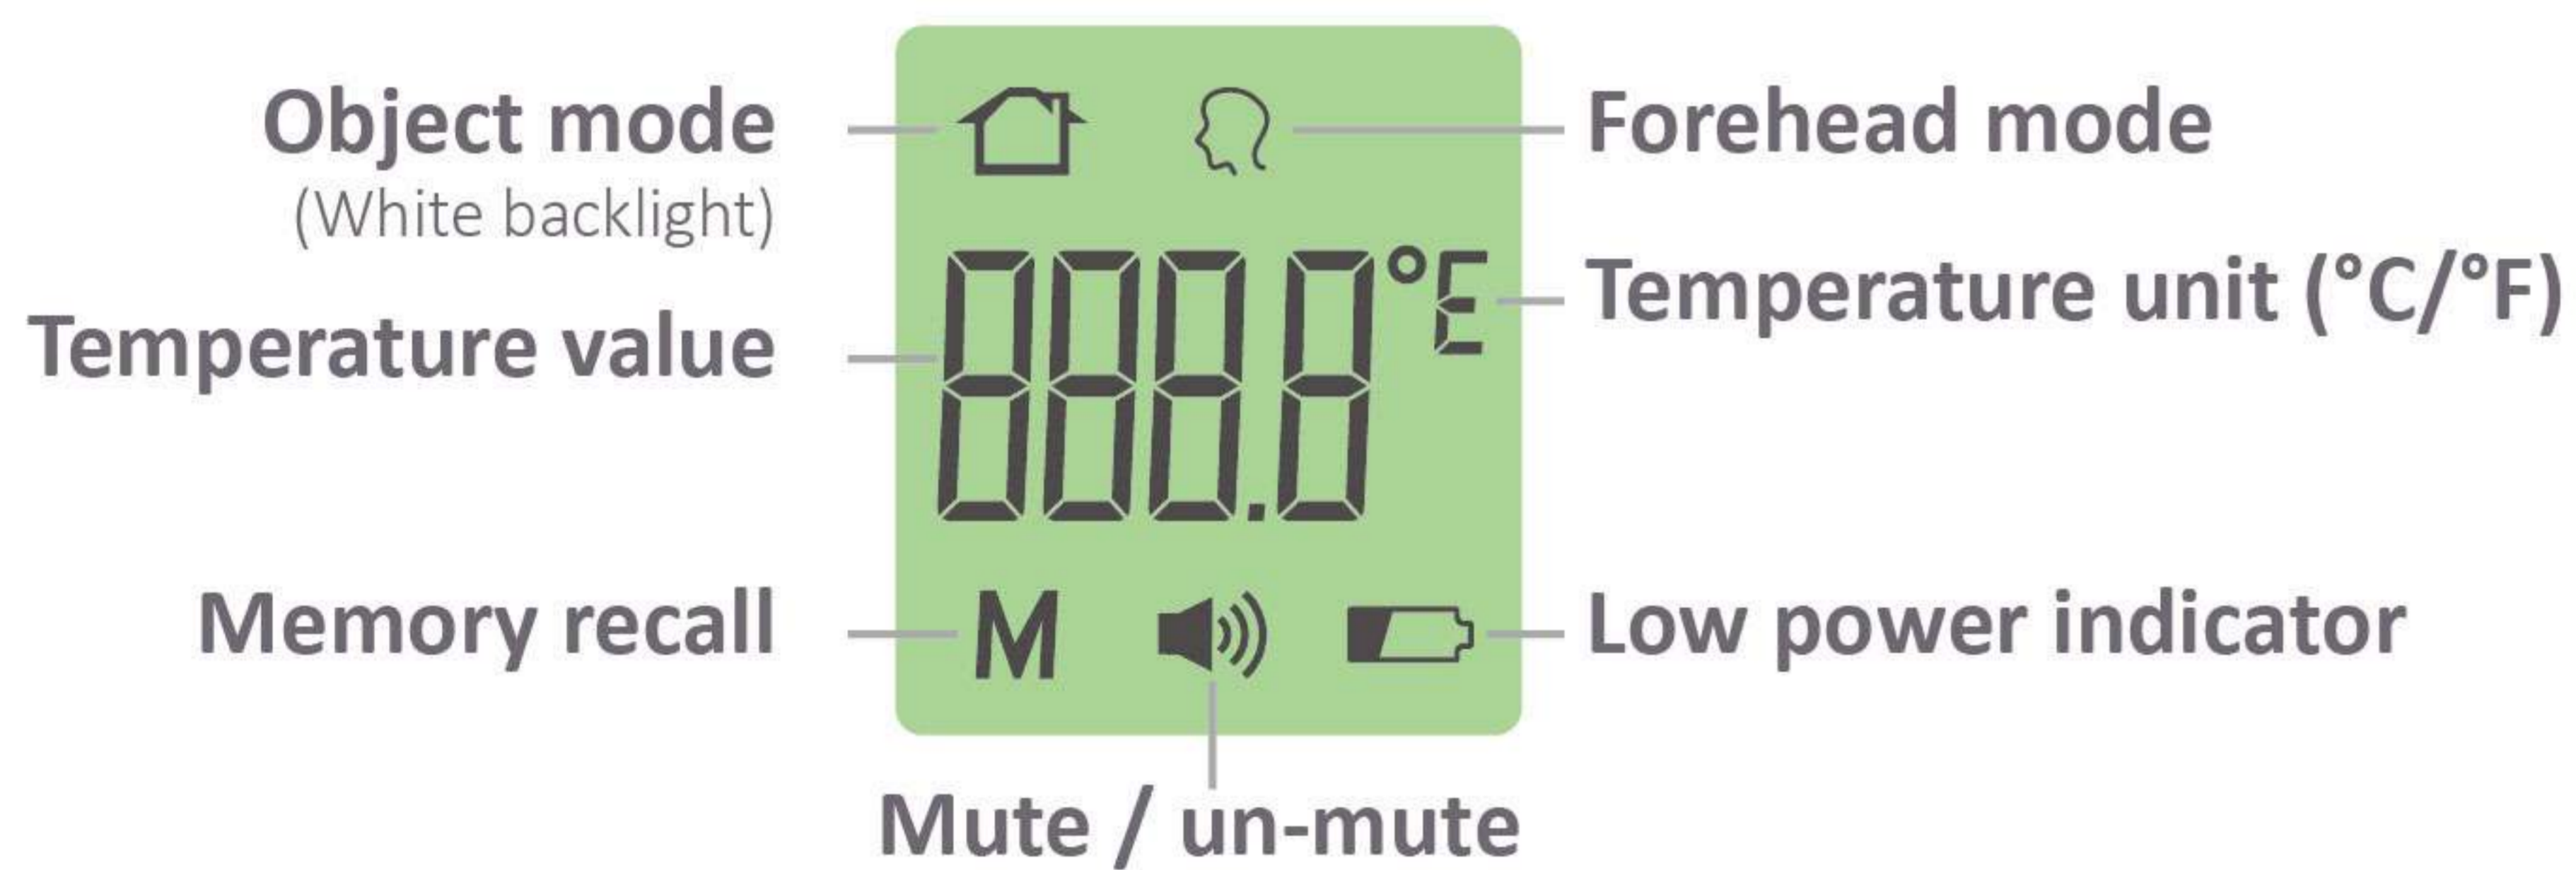 Object mode
(White backlight)
Forehead mode
Temperature value
888.8°E
Temperature unit (°C/°F)
Memory recall
M
Low power indicator
Mute / un-mute